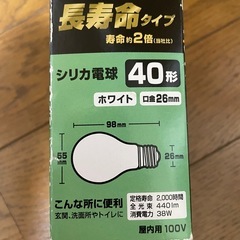 長寿命タイプ
寿命約2倍(当社比)
シリカ電球 40形
ホワイト 口金26mm
98mm
55mm
26mm
こんな所に便利
玄関、洗面所やトイレに
定格寿命 2,000時間
全光束 440lm
消費電力 38W
屋内用 100V